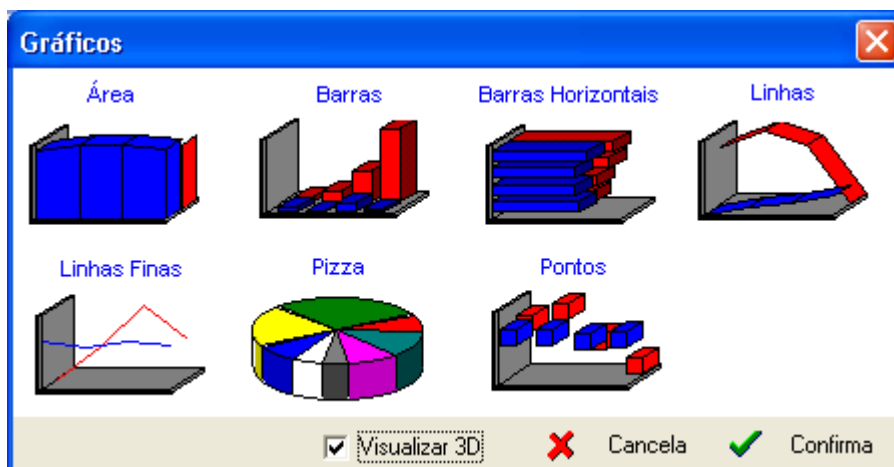 Gráficos
Área
Barras
Barras Horizontais
Linhas
Linhas Finas
Pizza
Pontos
Visualizar 3D
Cancela
Confirma